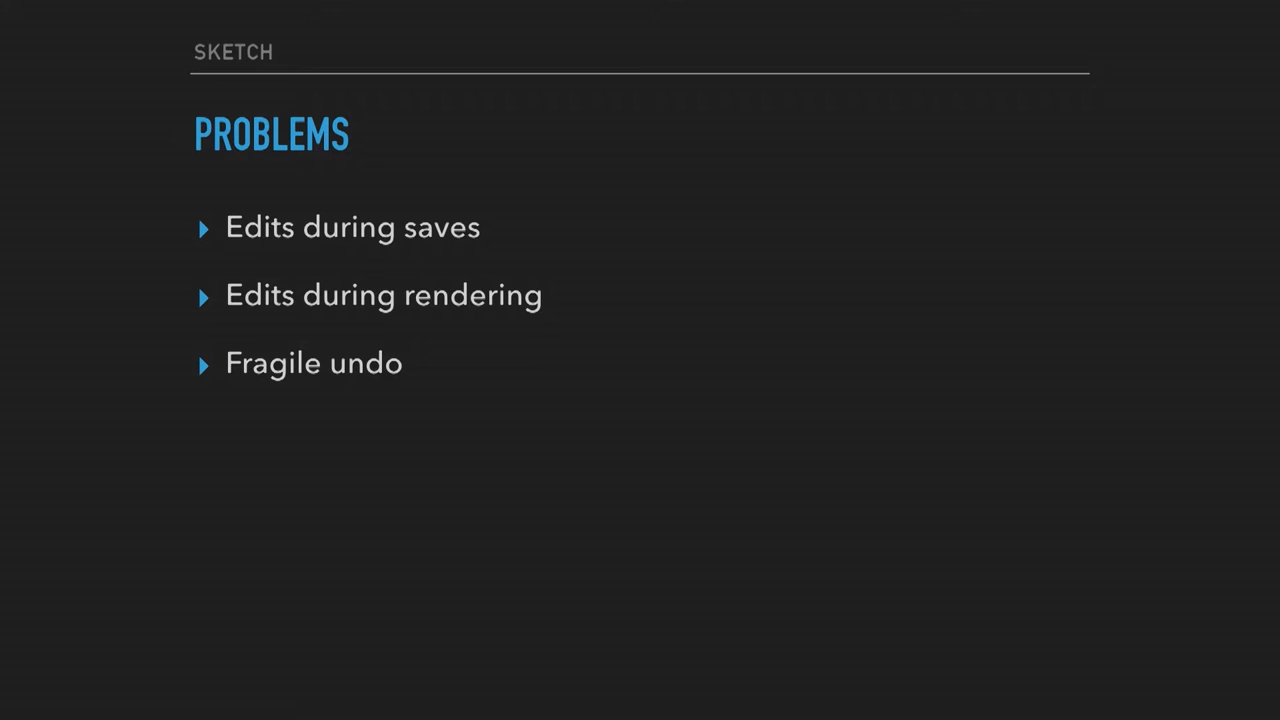 SKETCH
PROBLEMS
Edits during saves
Edits during rendering
Fragile undo